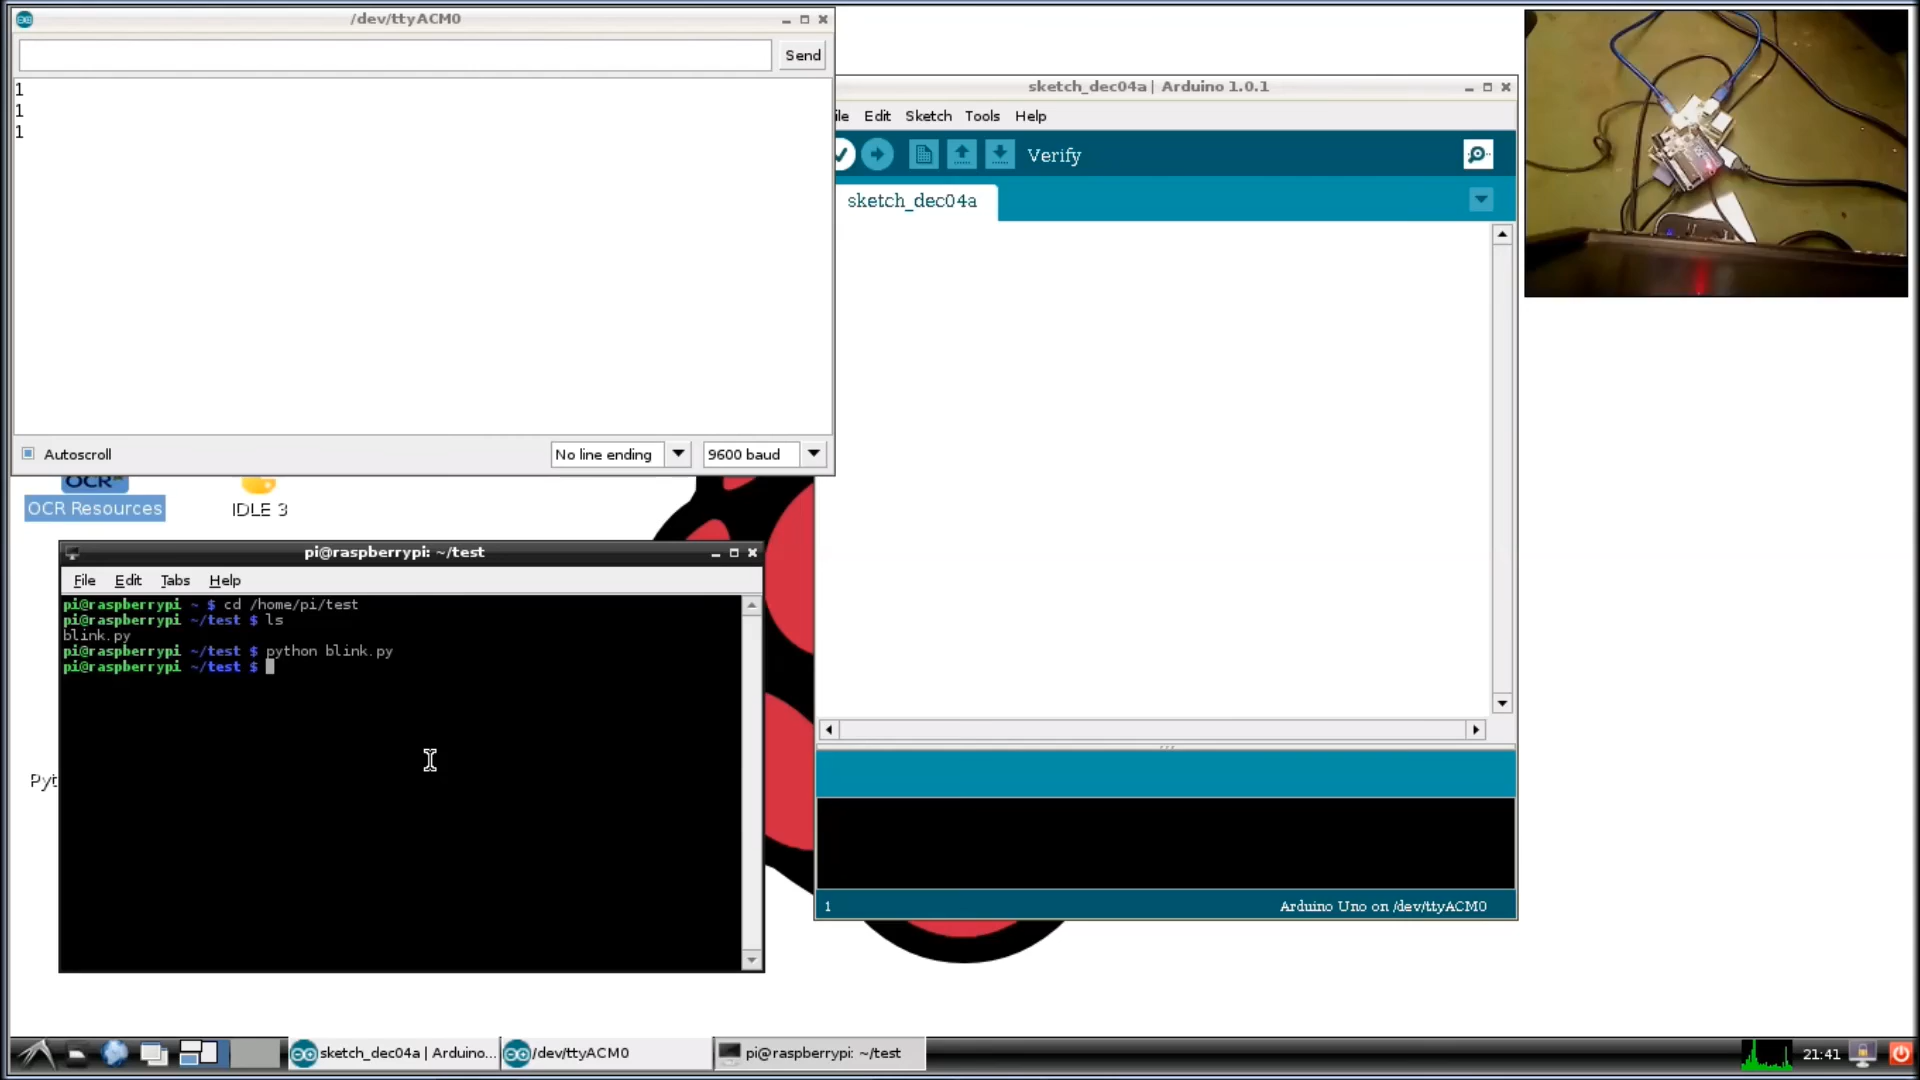 /dev/ttyACM0
Send
1
1
1
Autoscroll
No line ending
9600 baud
sketch_dec04a | Arduino 1.0.1
ile Edit Sketch Tools Help
Verify
sketch_dec04a
1
Arduino Uno on /dev/ttyACM0
OCR
OCR Resources
IDLE 3
Pyt
pi@raspberrypi: ~/test
File Edit Tabs Help
pi@raspberrypi ~ $ cd /home/pi/test
pi@raspberrypi ~/test $ ls
blink.py
pi@raspberrypi ~/test $ python blink.py
pi@raspberrypi ~/test $
sketch_dec04a | Arduino...
/dev/ttyACM0
pi@raspberrypi: ~/test
21:41